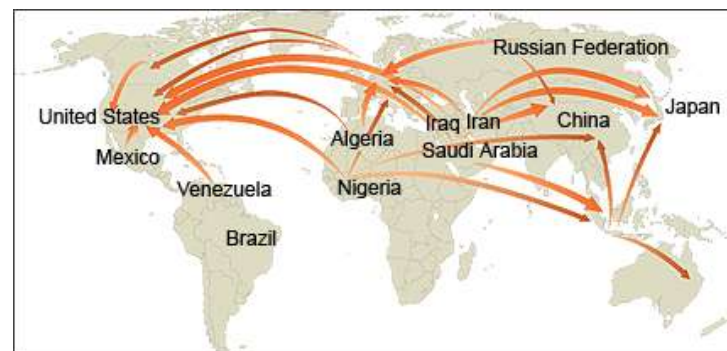 Russian Federation
United States
Japan
China
Iraq Iran
Algeria
Saudi Arabia
Mexico
Nigeria
Venezuela
Brazil